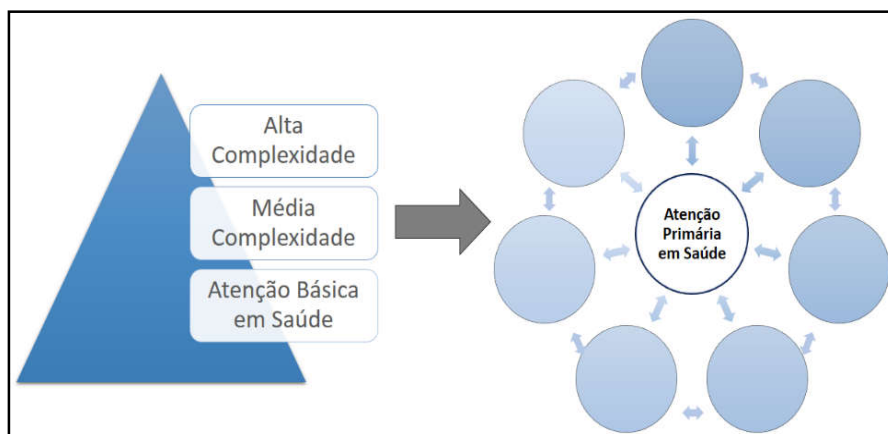 Alta
Complexidade
Média
Complexidade
Atenção Básica
em Saúde
Atenção
Primária
em Saúde